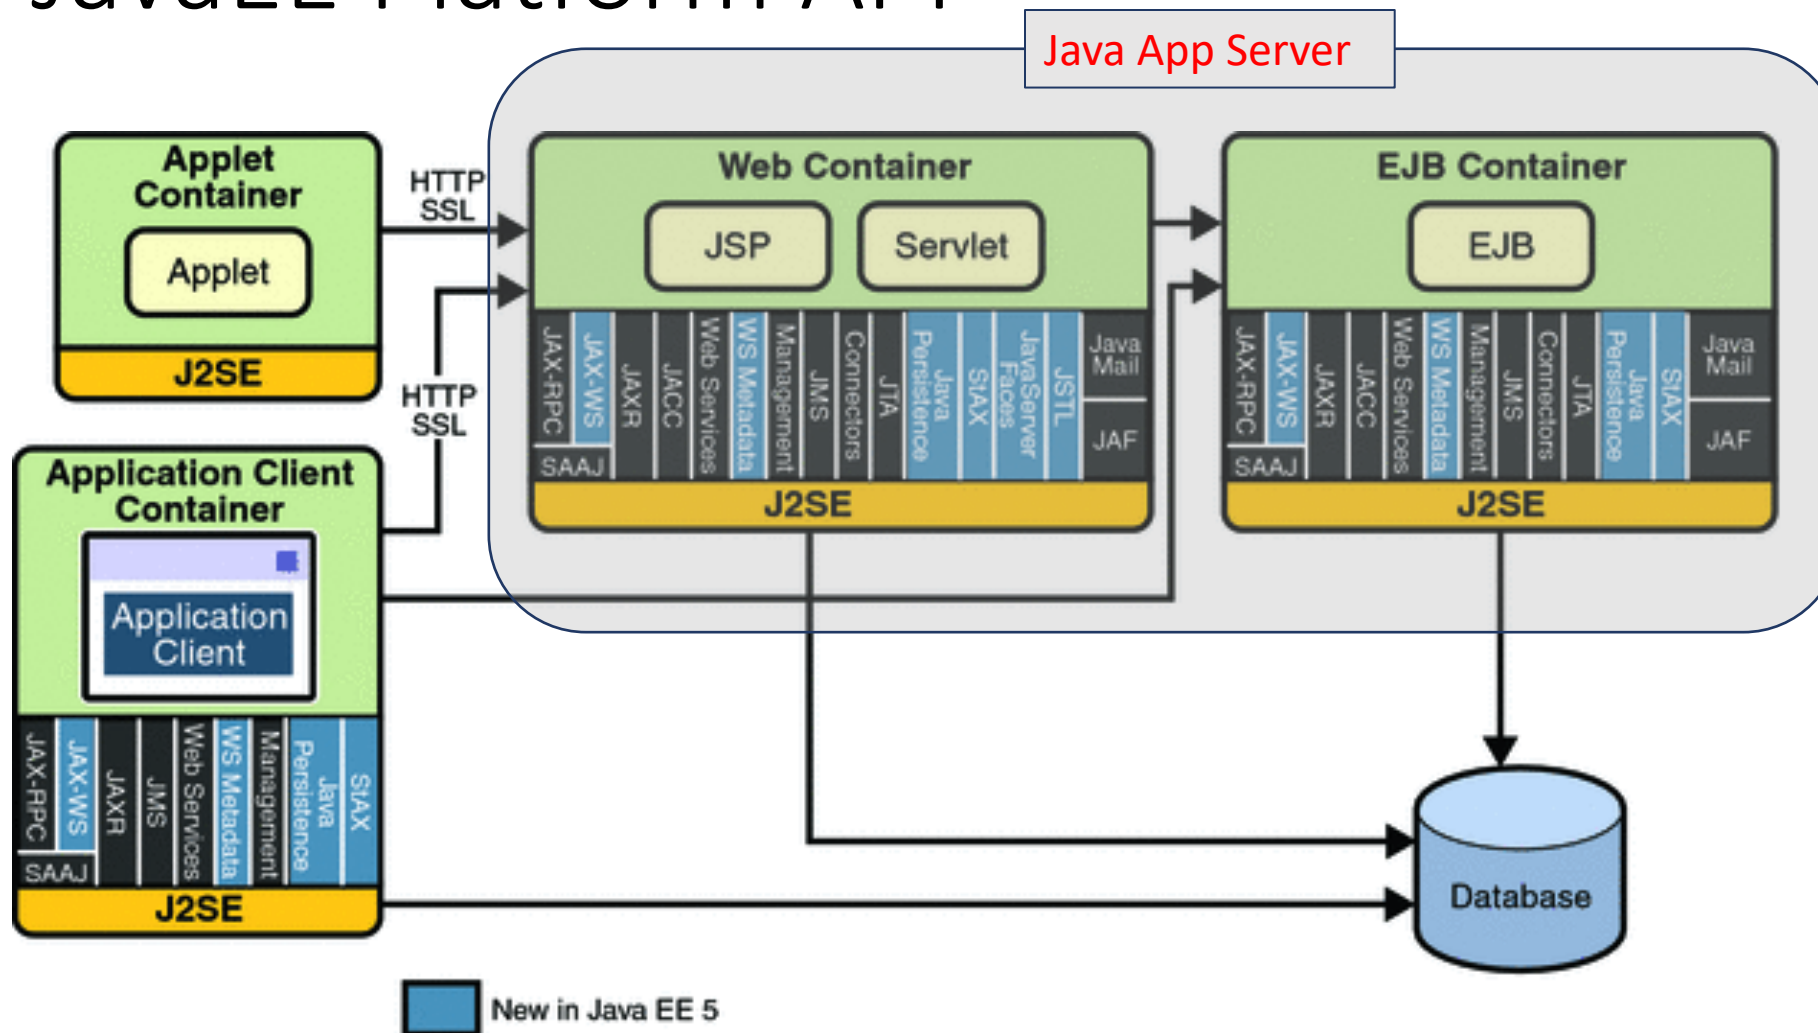 JavaEE Platform API
Java App Server
Applet
Container
Applet
J2SE
HTTP
SSL
HTTP
SSL
Web Container
JSP
Servlet
JAX-RPC
JAX-WS
SAAJ
JAXR
JACC
Web Services
WS Metadata
Management
JMS
Connectors
JTA
Java
Persistence
StAX
JavaServer
Faces
JSTL
Java
Mail
JAF
J2SE
EJB Container
EJB
JAX-RPC
JAX-WS
SAAJ
JAXR
JACC
Web Services
WS Metadata
Management
JMS
Connectors
JTA
Java
Persistence
StAX
Java
Mail
JAF
J2SE
Application Client
Container
Application
Client
JAX-RPC
JAX-WS
SAAJ
JAXR
JMS
Web Services
WS Metadata
Management
Java
Persistence
StAX
J2SE
Database
New in Java EE 5